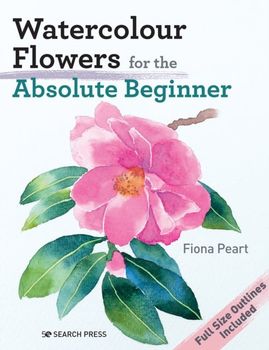 Watercolour
Flowers for the
Absolute Beginner
Fiona Peart
Full Size Outlines
Included
SEARCH PRESS